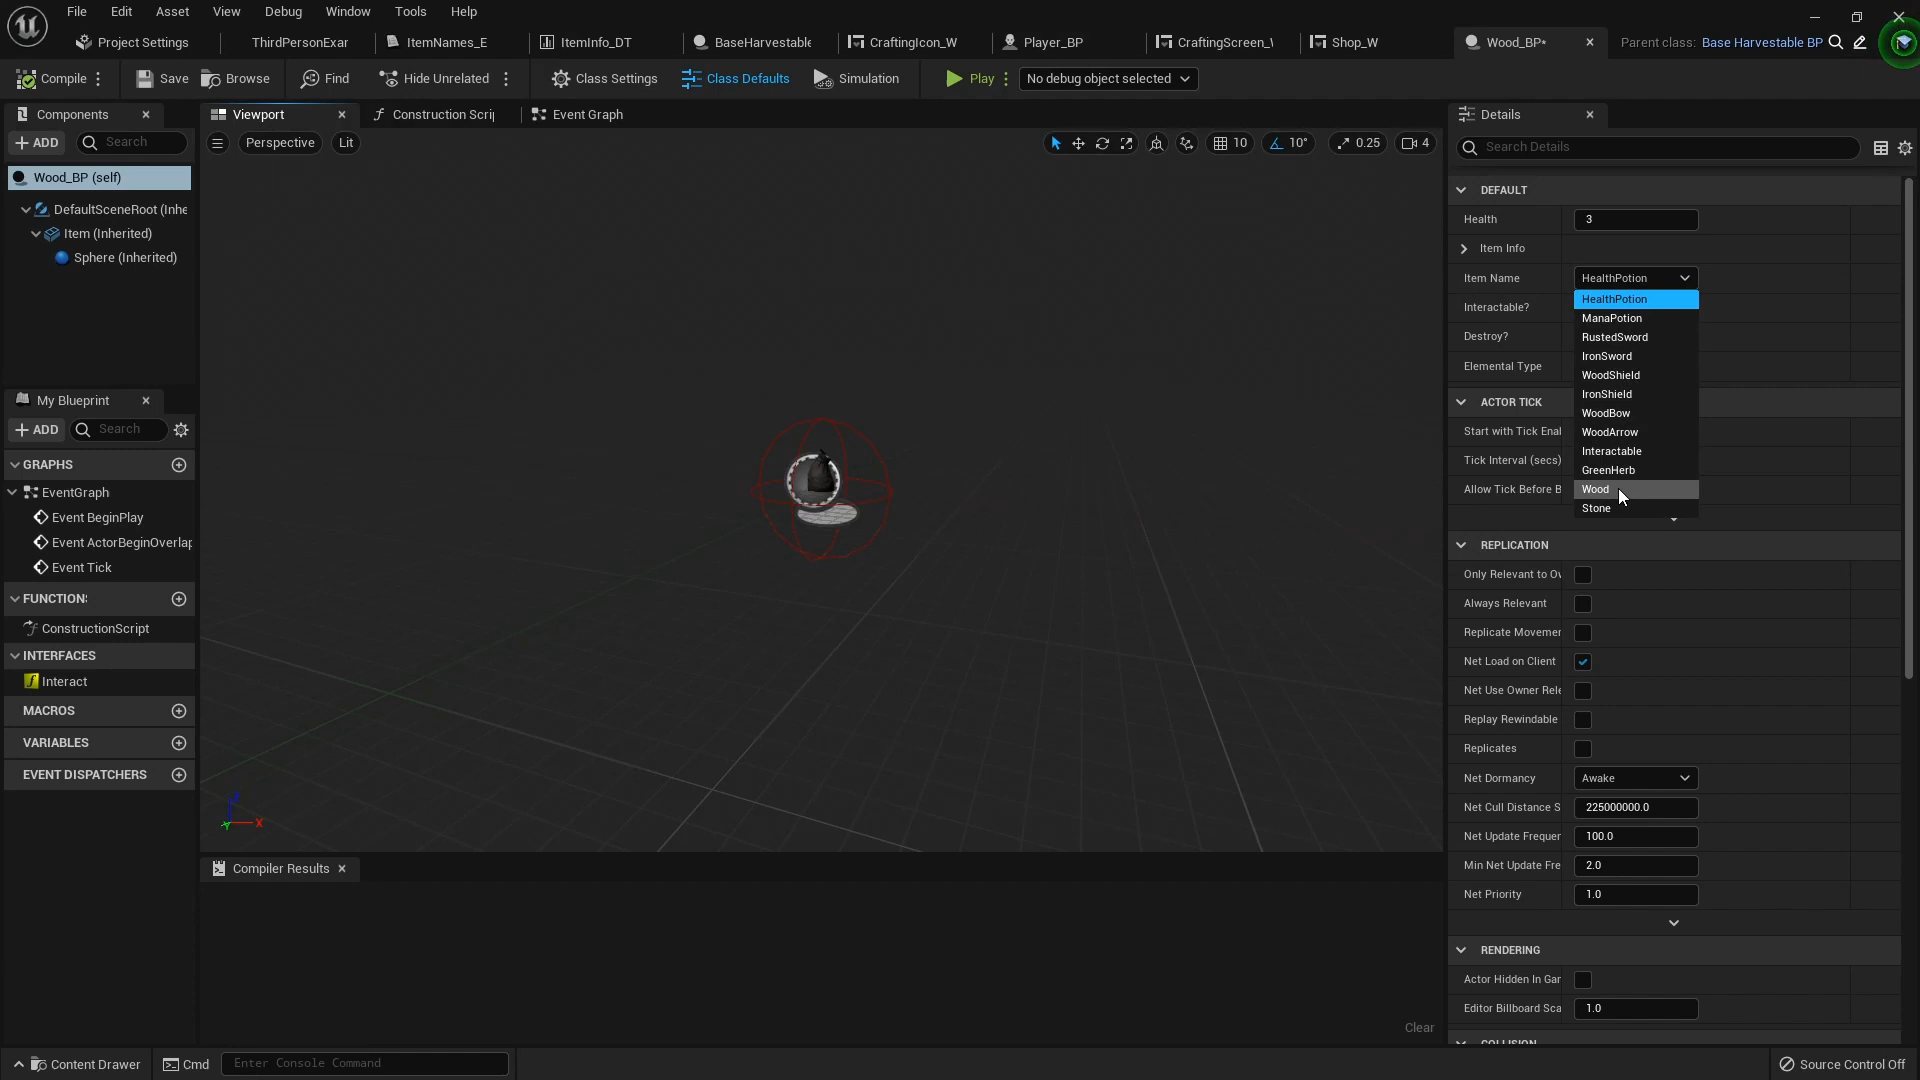 File Edit Asset View Debug Window Tools Help
Project Settings ThirdPersonExar ItemNames_E ItemInfo_DT BaseHarvestable CraftingIcon_W Player_BP CraftingScreen_\ Shop_W Wood_BP* Parent class: Base Harvestable BP
Compile Save Browse Find Hide Unrelated Class Settings Class Defaults Simulation Play No debug object selected
Components Viewport Construction Scrip Event Graph Details
ADD Search Perspective Lit 10 10° 0.25 4 Search Details
Wood_BP (self)
DefaultSceneRoot (Inhe
Item (Inherited)
Sphere (Inherited)
My Blueprint
ADD Search
GRAPHS
EventGraph
Event BeginPlay
Event ActorBeginOverlap
Event Tick
FUNCTION:
ConstructionScript
INTERFACES
Interact
MACROS
VARIABLES
EVENT DISPATCHERS
X
Compiler Results
Clear
DEFAULT
Health 3
Item Info
Item Name HealthPotion
Interactable?
Destroy?
Elemental Type
HealthPotion
ManaPotion
RustedSword
IronSword
WoodShield
IronShield
WoodBow
WoodArrow
Interactable
GreenHerb
Wood
Stone
ACTOR TICK
Start with Tick Enal
Tick Interval (secs)
Allow Tick Before B
REPLICATION
Only Relevant to Ov
Always Relevant
Replicate Movemer
Net Load on Client
Net Use Owner Rele
Replay Rewindable
Replicates
Net Dormancy Awake
Net Cull Distance S 225000000.0
Net Update Frequer 100.0
Min Net Update Fre 2.0
Net Priority 1.0
RENDERING
Actor Hidden In Gar
Editor Billboard Sca 1.0
COLLISION
Content Drawer Cmd Enter Console Command Source Control Off